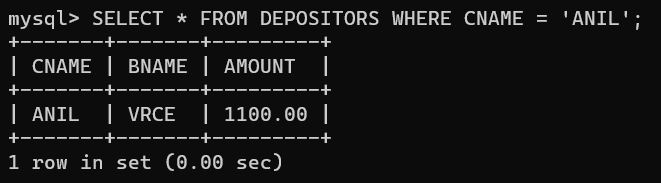 mysql> SELECT * FROM DEPOSITORS WHERE CNAME = 'ANIL';
+-------+-------+---------+
| CNAME | BNAME | AMOUNT  |
+-------+-------+---------+
| ANIL  | VRCE  | 1100.00 |
+-------+-------+---------+
1 row in set (0.00 sec)